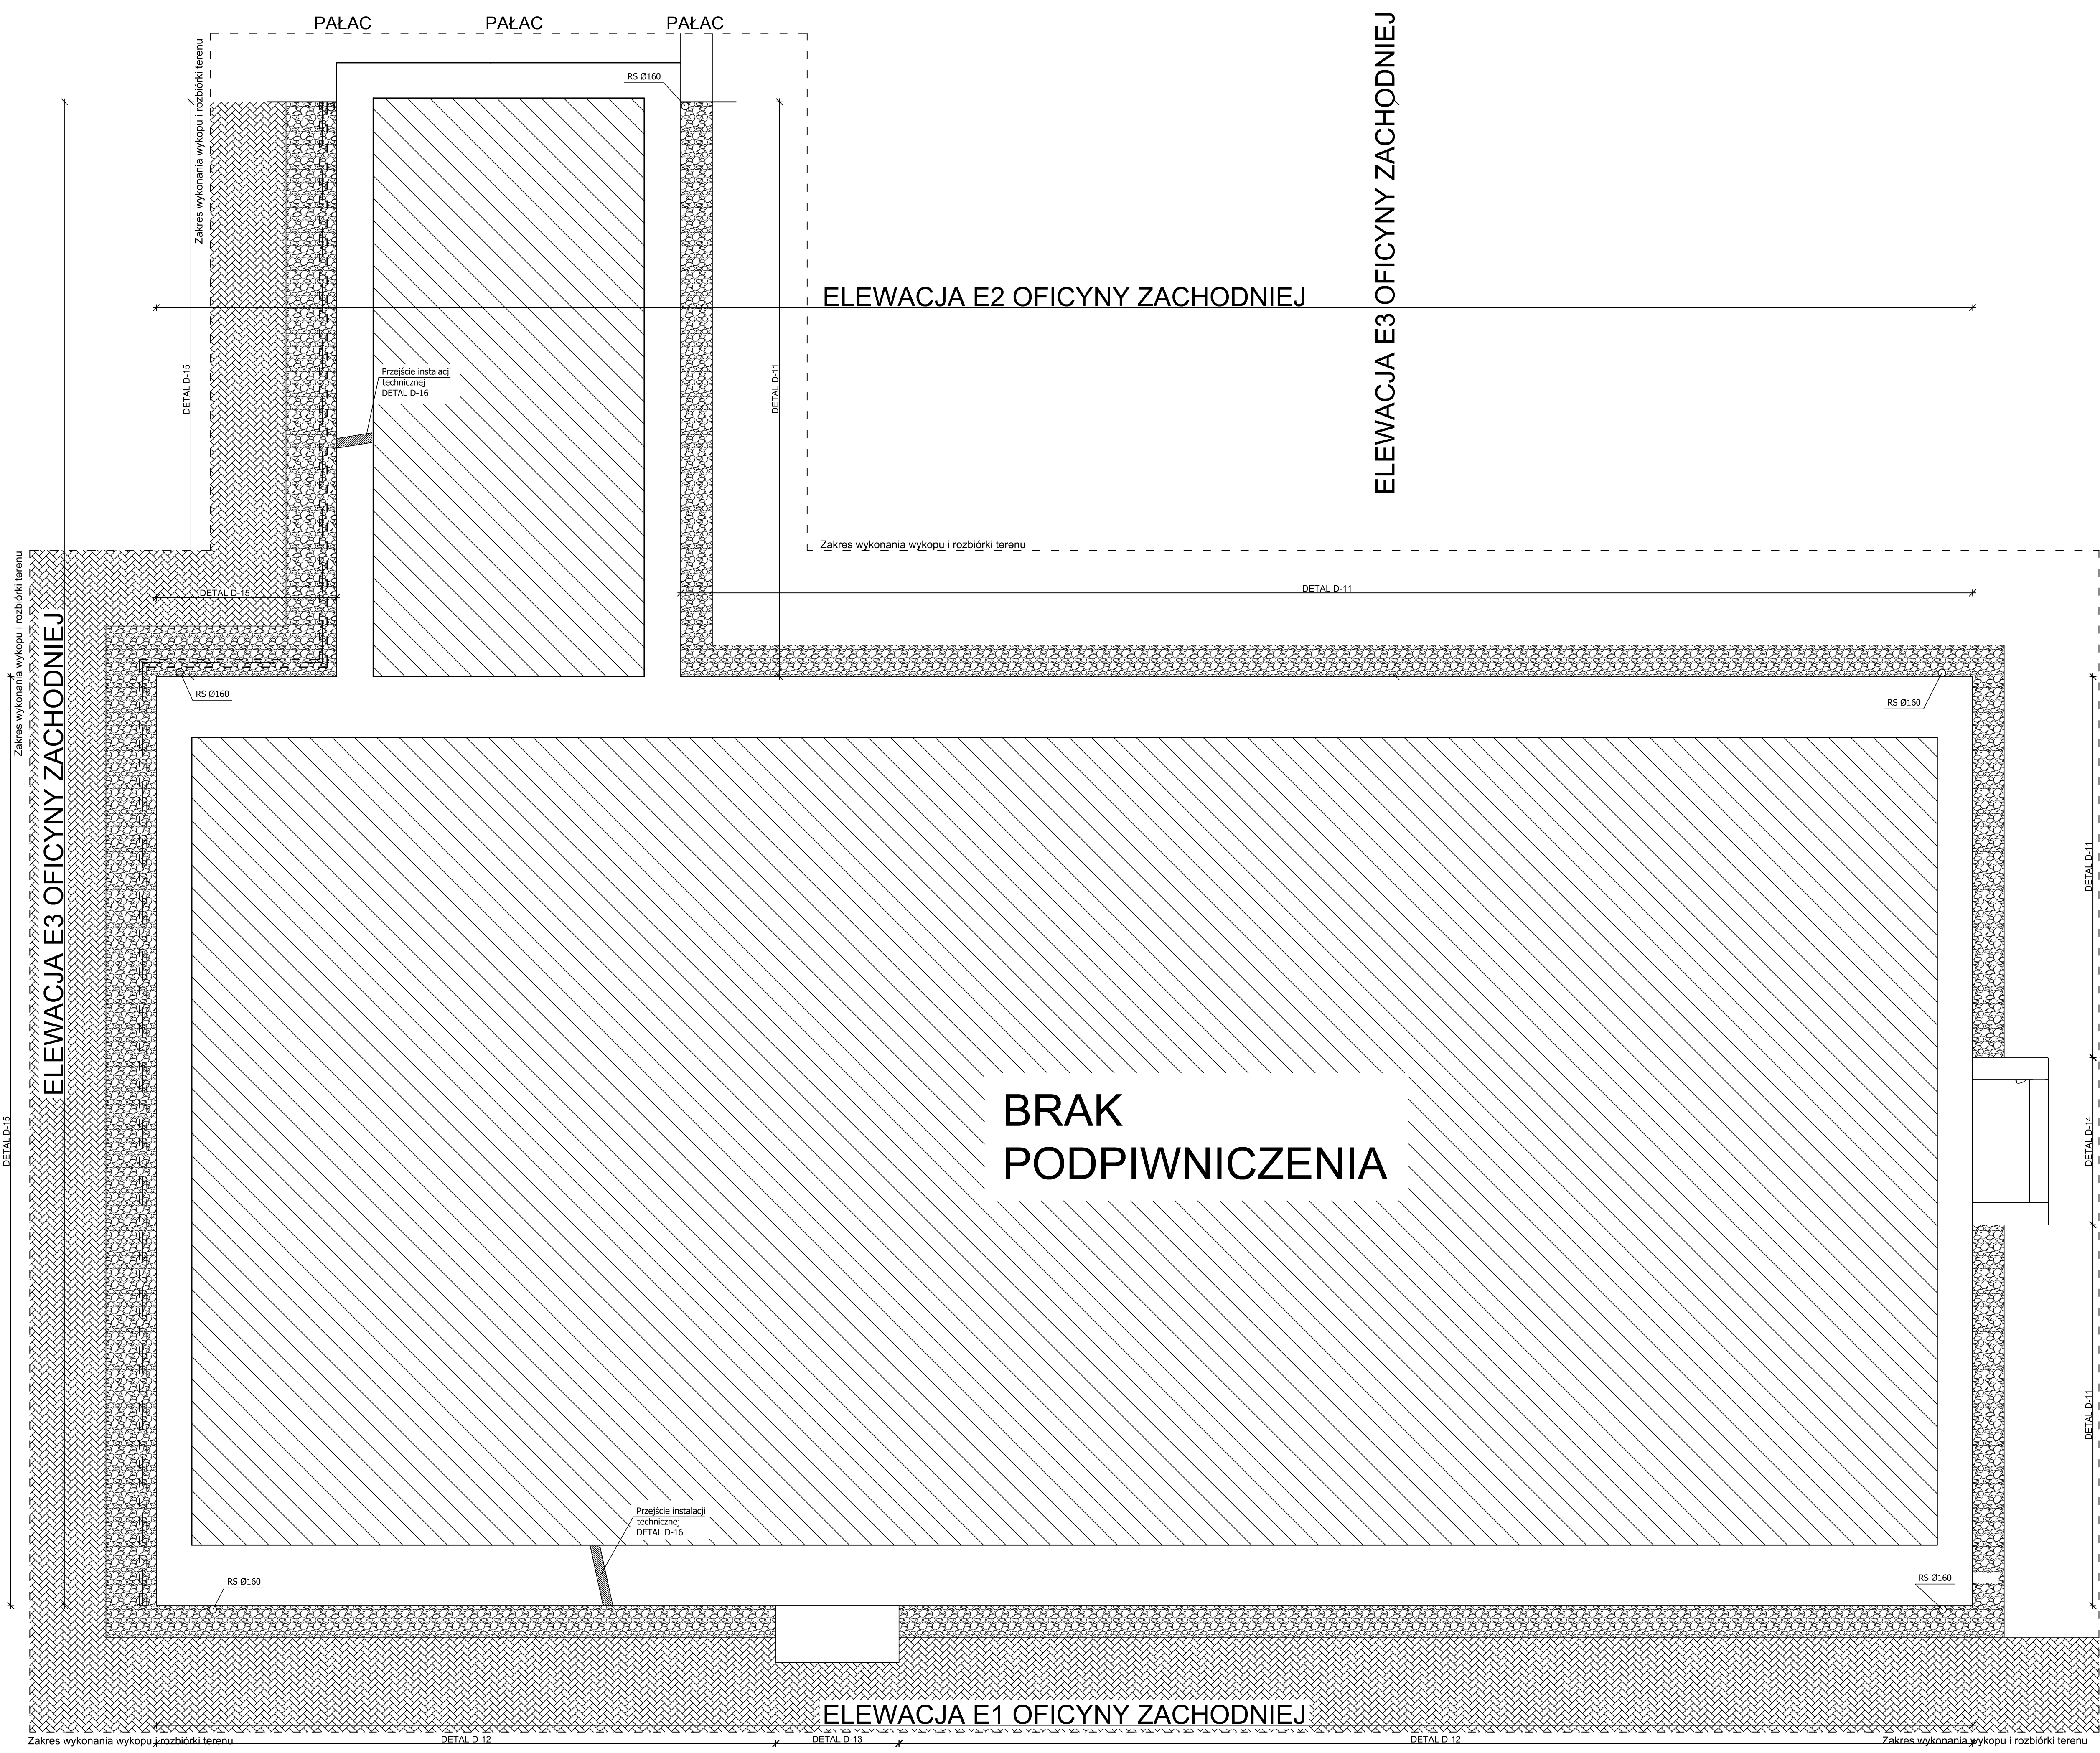 PAŁAC
PAŁAC
PAŁAC
Zakres wykonania wykopu i rozbiórki terenu
RS Ø160
ELEWACJA E3 OFICYNY ZACHODNIEJ
ELEWACJA E2 OFICYNY ZACHODNIEJ
DETAL D-15
Przejście instalacji
technicznej
DETAL D-16
DETAL D-11
Zakres wykonania wykopu i rozbiórki terenu
Zakres wykonania wykopu i rozbiórki terenu
DETAL D-15
DETAL D-11
ELEWACJA E3 OFICYNY ZACHODNIEJ
RS Ø160
RS Ø160
DETAL D-11
BRAK
PODPIWNICZENIA
DETAL D-15
DETAL D-14
DETAL D-11
Przejście instalacji
technicznej
DETAL D-16
RS Ø160
RS Ø160
ELEWACJA E1 OFICYNY ZACHODNIEJ
Zakres wykonania wykopu i rozbiórki terenu
DETAL D-12
DETAL D-13
DETAL D-12
Zakres wykonania wykopu i rozbiórki terenu